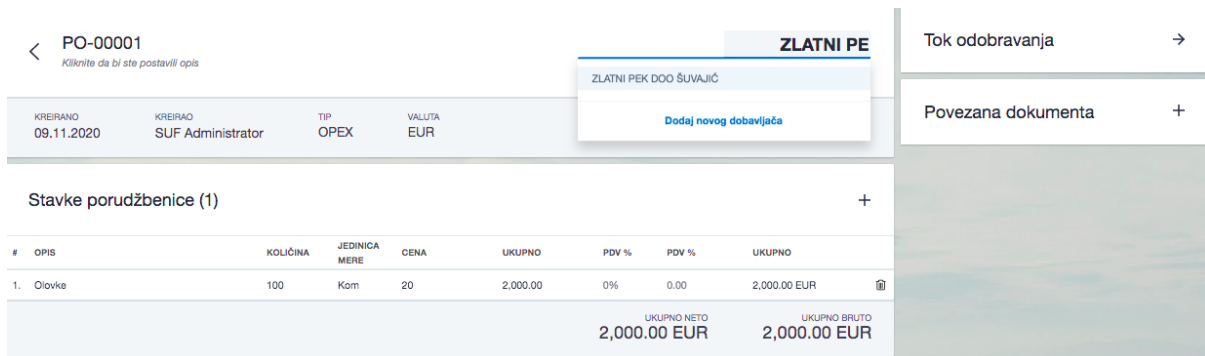 PO-00001
Kliknite da bi ste postavili opis
ZLATNI PE
ZLATNI PEK DOO ŠUVAJIĆ
Dodaj novog dobavljača
KREIRANO KREIRAO TIP VALUTA
09.11.2020 SUF Administrator OPEX EUR
Stavke porudžbenice (1)
# OPIS KOLIČINA JEDINICA MERE CENA UKUPNO PDV % PDV % UKUPNO
1. Olovke 100 Kom 20 2,000.00 0% 0.00 2,000.00 EUR
UKUPNO NETO UKUPNO BRUTO
2,000.00 EUR 2,000.00 EUR
Tok odobravanja
Povezana dokumenta